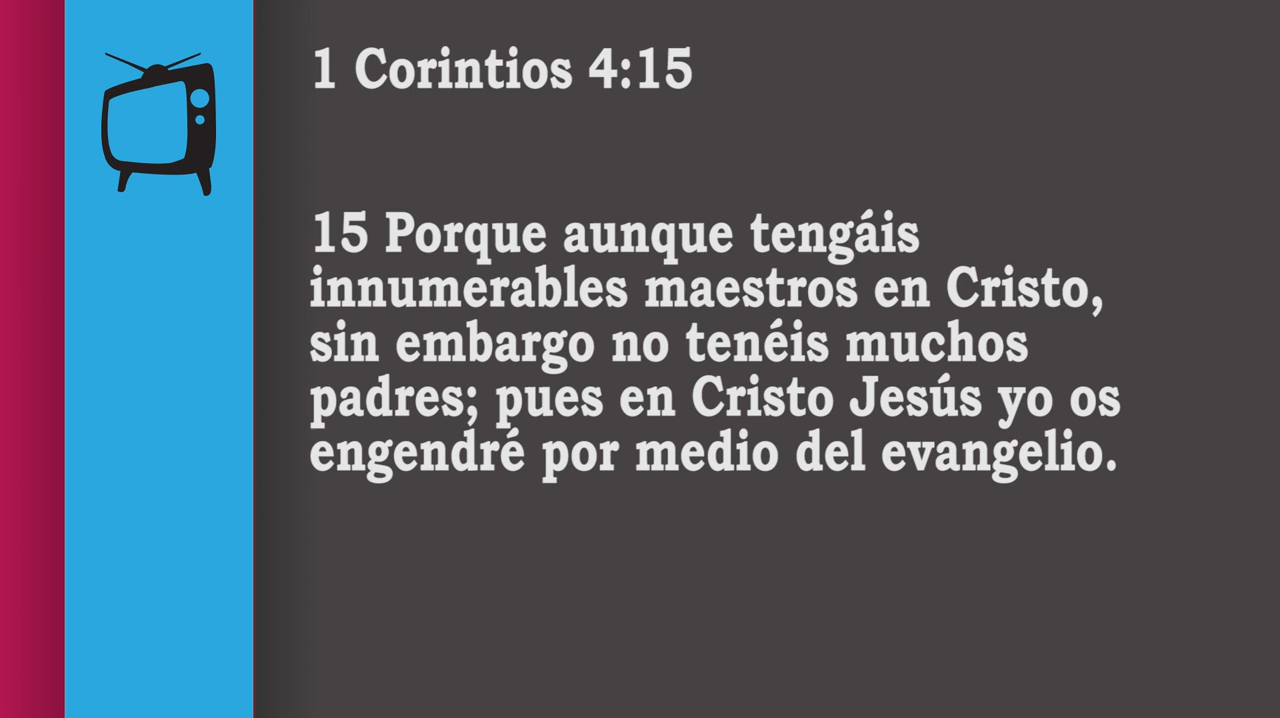 1 Corintios 4:15
15 Porque aunque tengáis
innumerables maestros en Cristo,
sin embargo no tenéis muchos
padres; pues en Cristo Jesús yo os
engendré por medio del evangelio.